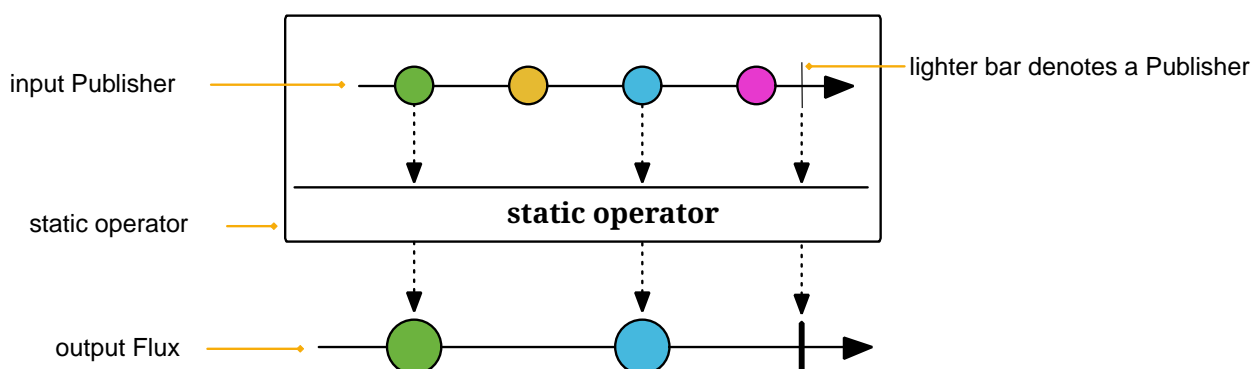 input Publisher
lighter bar denotes a Publisher
static operator
static operator
output Flux